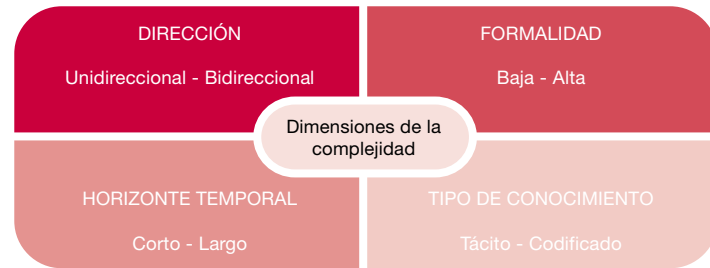 DIRECCIÓN
Unidireccional - Bidireccional
FORMALIDAD
Baja - Alta
Dimensiones de la
complejidad
HORIZONTE TEMPORAL
Corto - Largo
TIPO DE CONOCIMIENTO
Tácito - Codificado